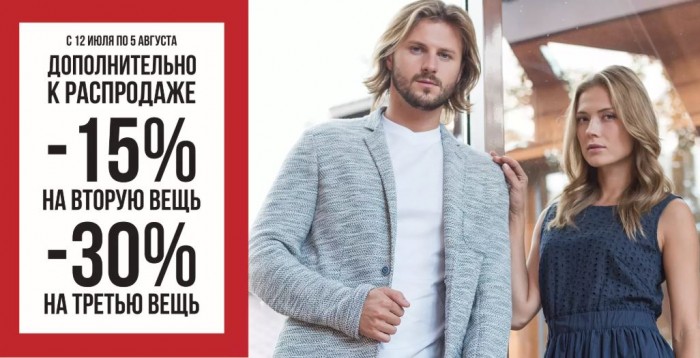 С 12 ИЮЛЯ ПО 5 АВГУСТА
ДОПОЛНИТЕЛЬНО
К РАСПРОДАЖЕ
-15%
НА ВТОРУЮ ВЕЩЬ
-30%
НА ТРЕТЬЮ ВЕЩЬ